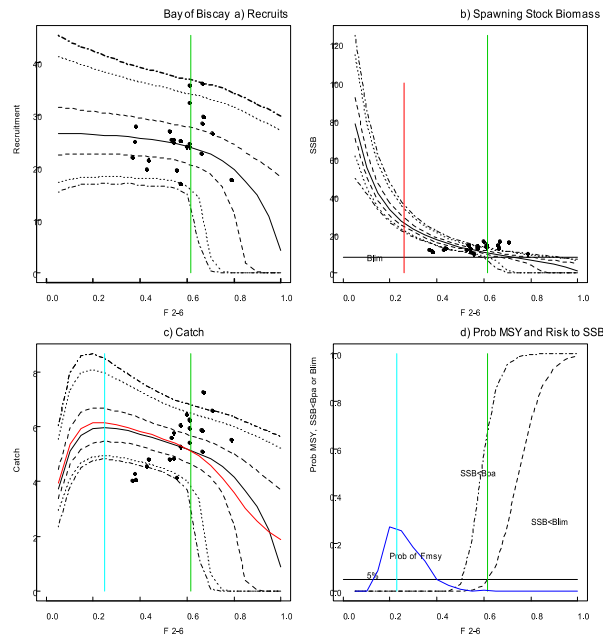 Bay of Biscay a) Recruits
b) Spawning Stock Biomass
Recruitment
0
10
20
30
40
0.0 0.2 0.4 0.6 0.8 1.0
F 2-6
SSB
0
20
40
60
80
100
120
Blim
0.0 0.2 0.4 0.6 0.8 1.0
F 2-6
c) Catch
d) Prob MSY and Risk to SSB
Catch
0
2
4
6
8
0.0 0.2 0.4 0.6 0.8 1.0
F 2-6
Prob MSY, SSB<Bpa or Blim
0.0
0.2
0.4
0.6
0.8
1.0
SSB<Bpa
SSB<Blim
Prob of Fmsy
5%
0.0 0.2 0.4 0.6 0.8 1.0
F 2-6